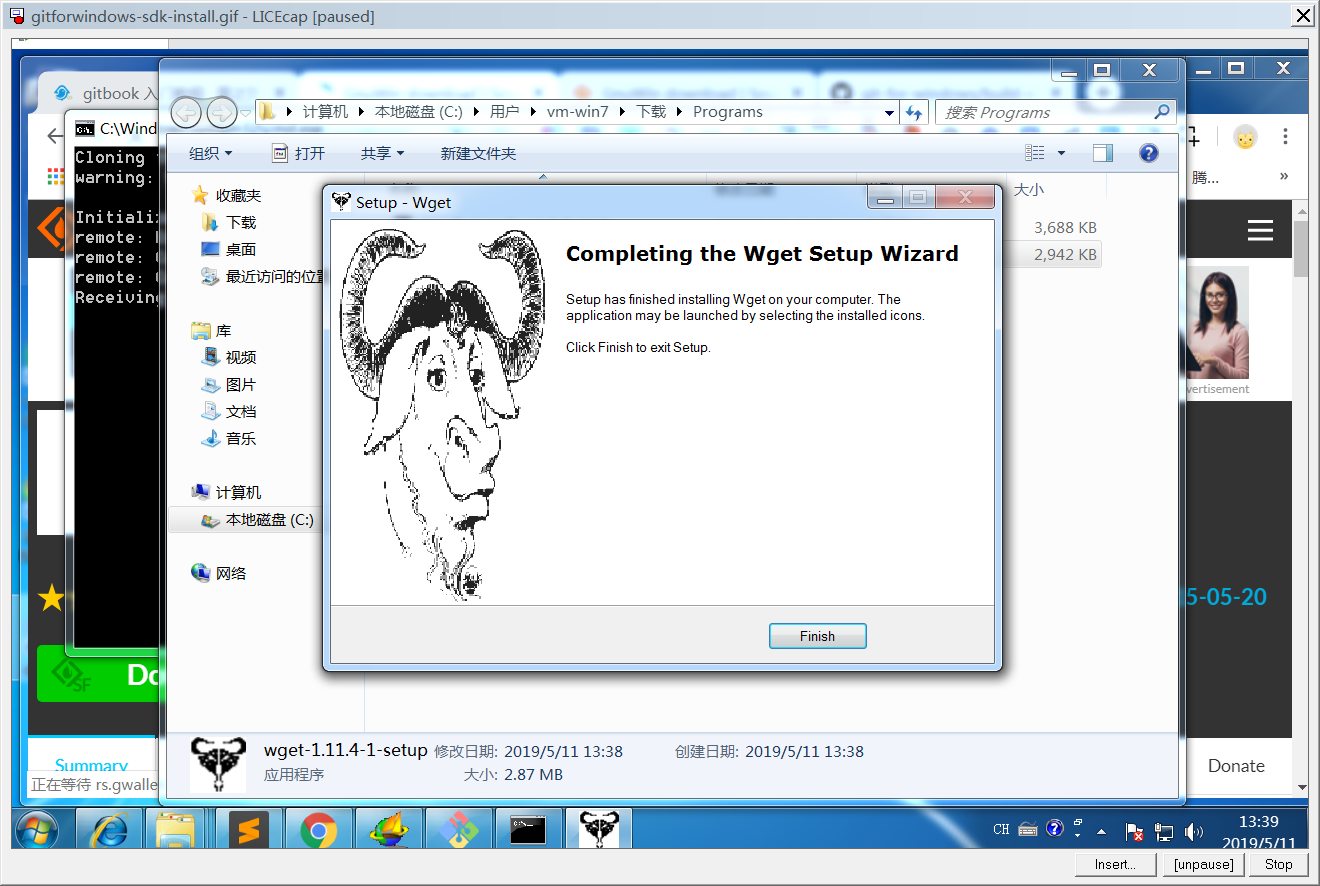 gitforwindows-sdk-install.gif - LICEcap [paused]
gitbook 入
计算机 本地磁盘 (C:) 用户 vm-win7 下载 Programs
搜索 Programs
C:\Wind
组织 打开 共享 新建文件夹
Cloning
warning:
Initializ
remote:
remote:
remote:
Receiving
腾...
»
收藏夹
下载
桌面
最近访问的位置
库
视频
图片
文档
音乐
计算机
本地磁盘 (C:)
网络
大小
3,688 KB
2,942 KB
Setup - Wget
Completing the Wget Setup Wizard
Setup has finished installing Wget on your computer. The
application may be launched by selecting the installed icons.
Click Finish to exit Setup.
Finish
vertisement
5-05-20
SF
Do
Summary
Donate
正在等待 rs.gwalle
wget-1.11.4-1-setup 修改日期: 2019/5/11 13:38 创建日期: 2019/5/11 13:38
应用程序 大小: 2.87 MB
CH
13:39
2019/5/11
Insert... [unpause] Stop